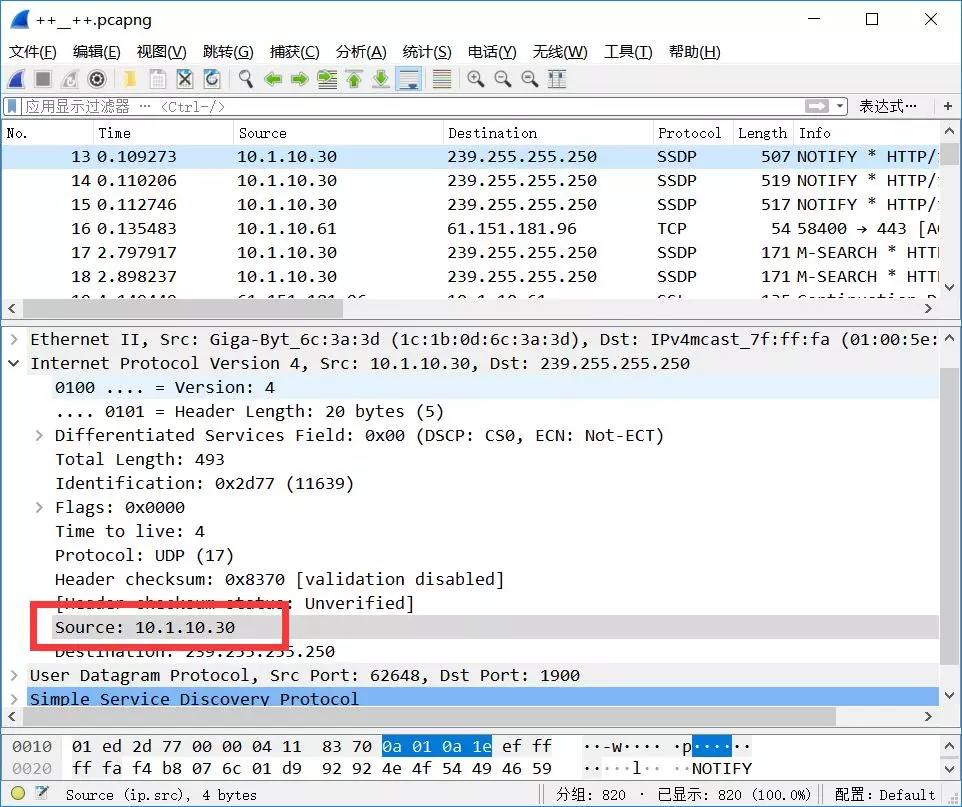 ++__++.pcapng
文件(F) 编辑(E) 视图(V) 跳转(G) 捕获(C) 分析(A) 统计(S) 电话(Y) 无线(W) 工具(T) 帮助(H)
应用显示过滤器 … <Ctrl-/> 表达式… +
No. Time Source Destination Protocol Length Info
13 0.109273 10.1.10.30 239.255.255.250 SSDP 507 NOTIFY * HTTP/
14 0.110206 10.1.10.30 239.255.255.250 SSDP 519 NOTIFY * HTTP/
15 0.112746 10.1.10.30 239.255.255.250 SSDP 517 NOTIFY * HTTP/
16 0.135483 10.1.10.61 61.151.181.96 TCP 54 58400 → 443 [A
17 2.797917 10.1.10.30 239.255.255.250 SSDP 171 M-SEARCH * HTT
18 2.898237 10.1.10.30 239.255.255.250 SSDP 171 M-SEARCH * HTT
Ethernet II, Src: Giga-Byt_6c:3a:3d (1c:1b:0d:6c:3a:3d), Dst: IPv4mcast_7f:ff:fa (01:00:5e:
Internet Protocol Version 4, Src: 10.1.10.30, Dst: 239.255.255.250
0100 .... = Version: 4
.... 0101 = Header Length: 20 bytes (5)
Differentiated Services Field: 0x00 (DSCP: CS0, ECN: Not-ECT)
Total Length: 493
Identification: 0x2d77 (11639)
Flags: 0x0000
Time to live: 4
Protocol: UDP (17)
Header checksum: 0x8370 [validation disabled]
[Header checksum status: Unverified]
Source: 10.1.10.30
Destination: 239.255.255.250
User Datagram Protocol, Src Port: 62648, Dst Port: 1900
Simple Service Discovery Protocol
0010 01 ed 2d 77 00 00 04 11 83 70 0a 01 0a 1e ef ff ··-w···· ·p······
0020 ff fa f4 b8 07 6c 01 d9 92 92 4e 4f 54 49 46 59 ·····l·· ··NOTIFY
Source (ip.src), 4 bytes 分组: 820 · 已显示: 820 (100.0%) 配置: Default